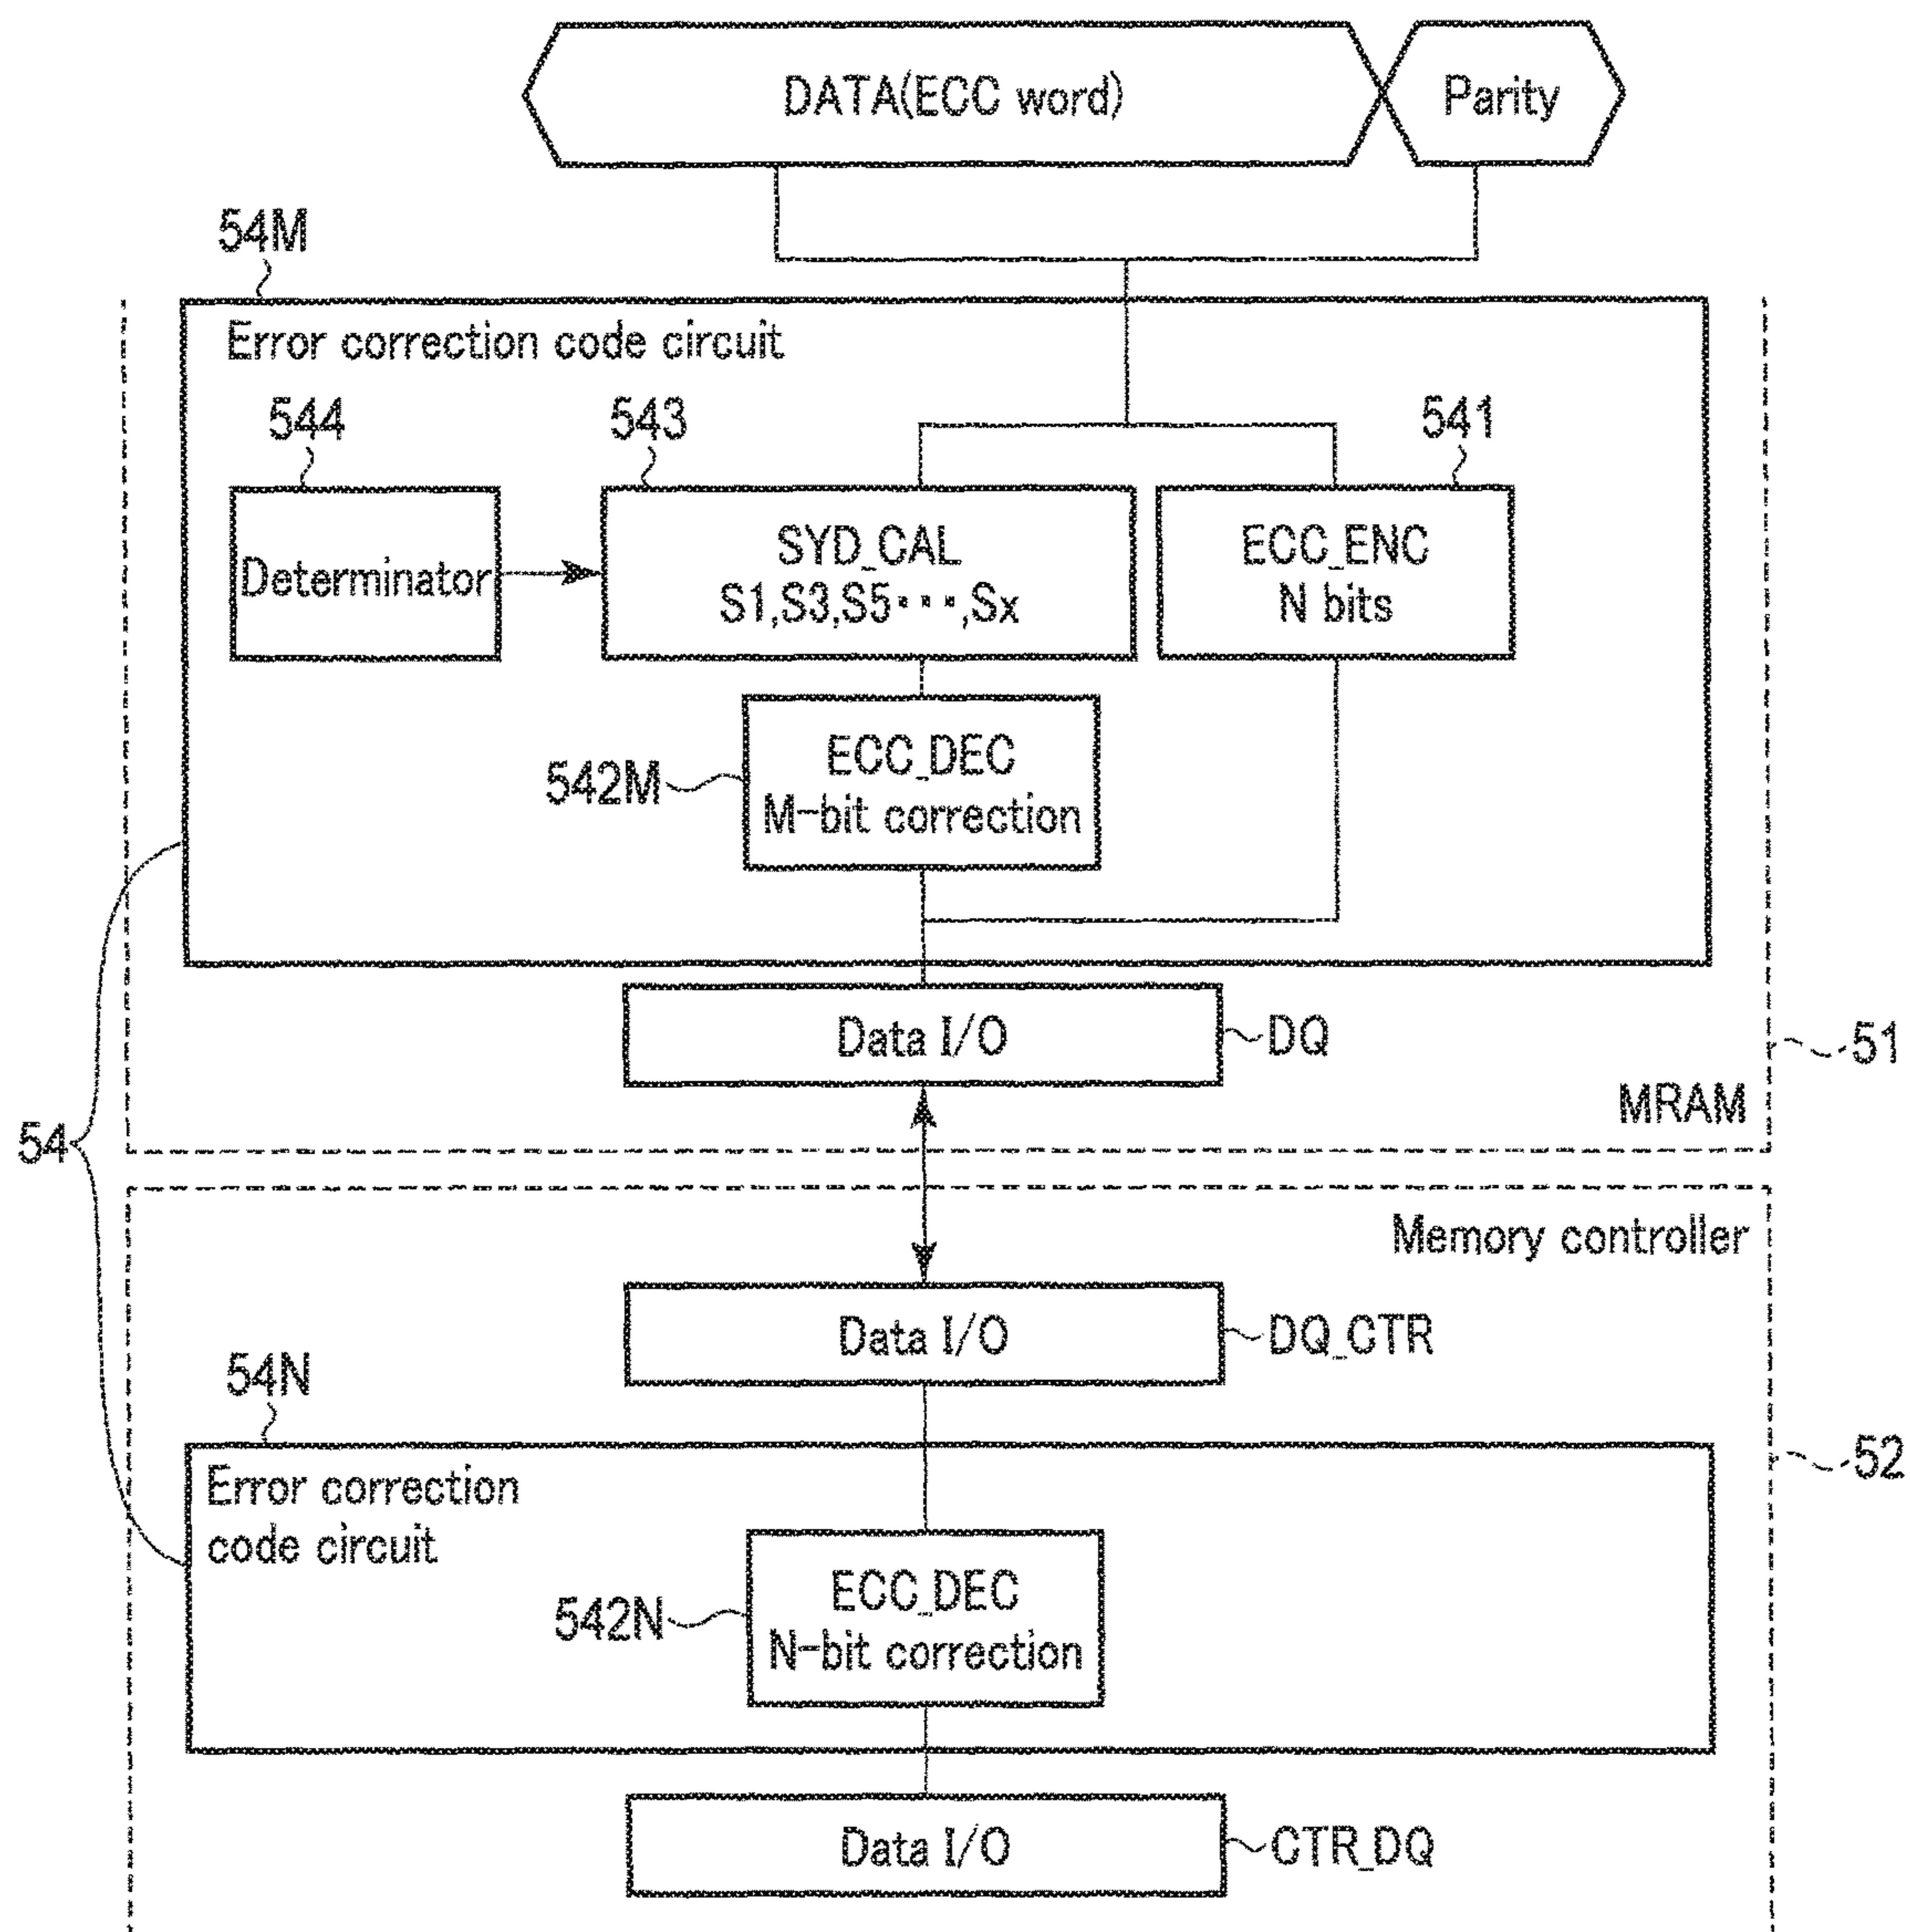 DATA(ECC word)
Parity
54M
Error correction code circuit
544
543
541
Determinator
SYD_CAL
S1,S3,S5···,Sx
ECC_ENC
N bits
542M
ECC_DEC
M-bit correction
Data I/O
DQ
51
MRAM
54
Memory controller
Data I/O
DQ_CTR
54N
52
Error correction
code circuit
542N
ECC_DEC
N-bit correction
Data I/O
CTR_DQ